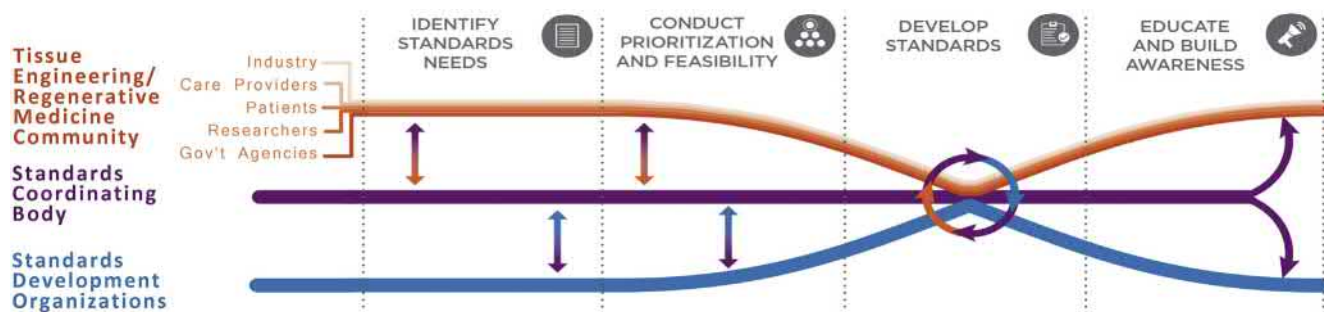 IDENTIFY
STANDARDS
NEEDS
CONDUCT
PRIORITIZATION
AND FEASIBILITY
DEVELOP
STANDARDS
EDUCATE
AND BUILD
AWARENESS
Tissue
Engineering/
Regenerative
Medicine
Community
Industry
Care Providers
Patients
Researchers
Gov't Agencies
Standards
Coordinating
Body
Standards
Development
Organizations